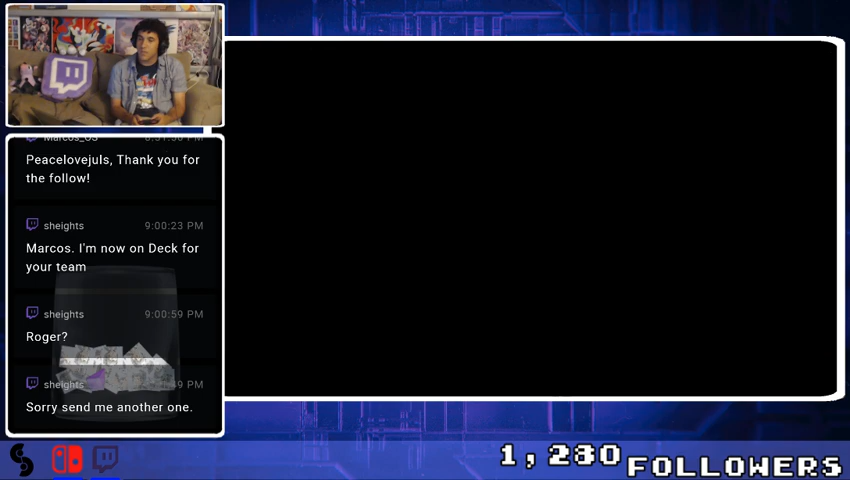 Peacelovejuls, Thank you for
the follow!
sheights 9:00:23 PM
Marcos. I'm now on Deck for
your team
sheights 9:00:59 PM
Roger?
sheights PM
Sorry send me another one.
1,230 FOLLOWERS